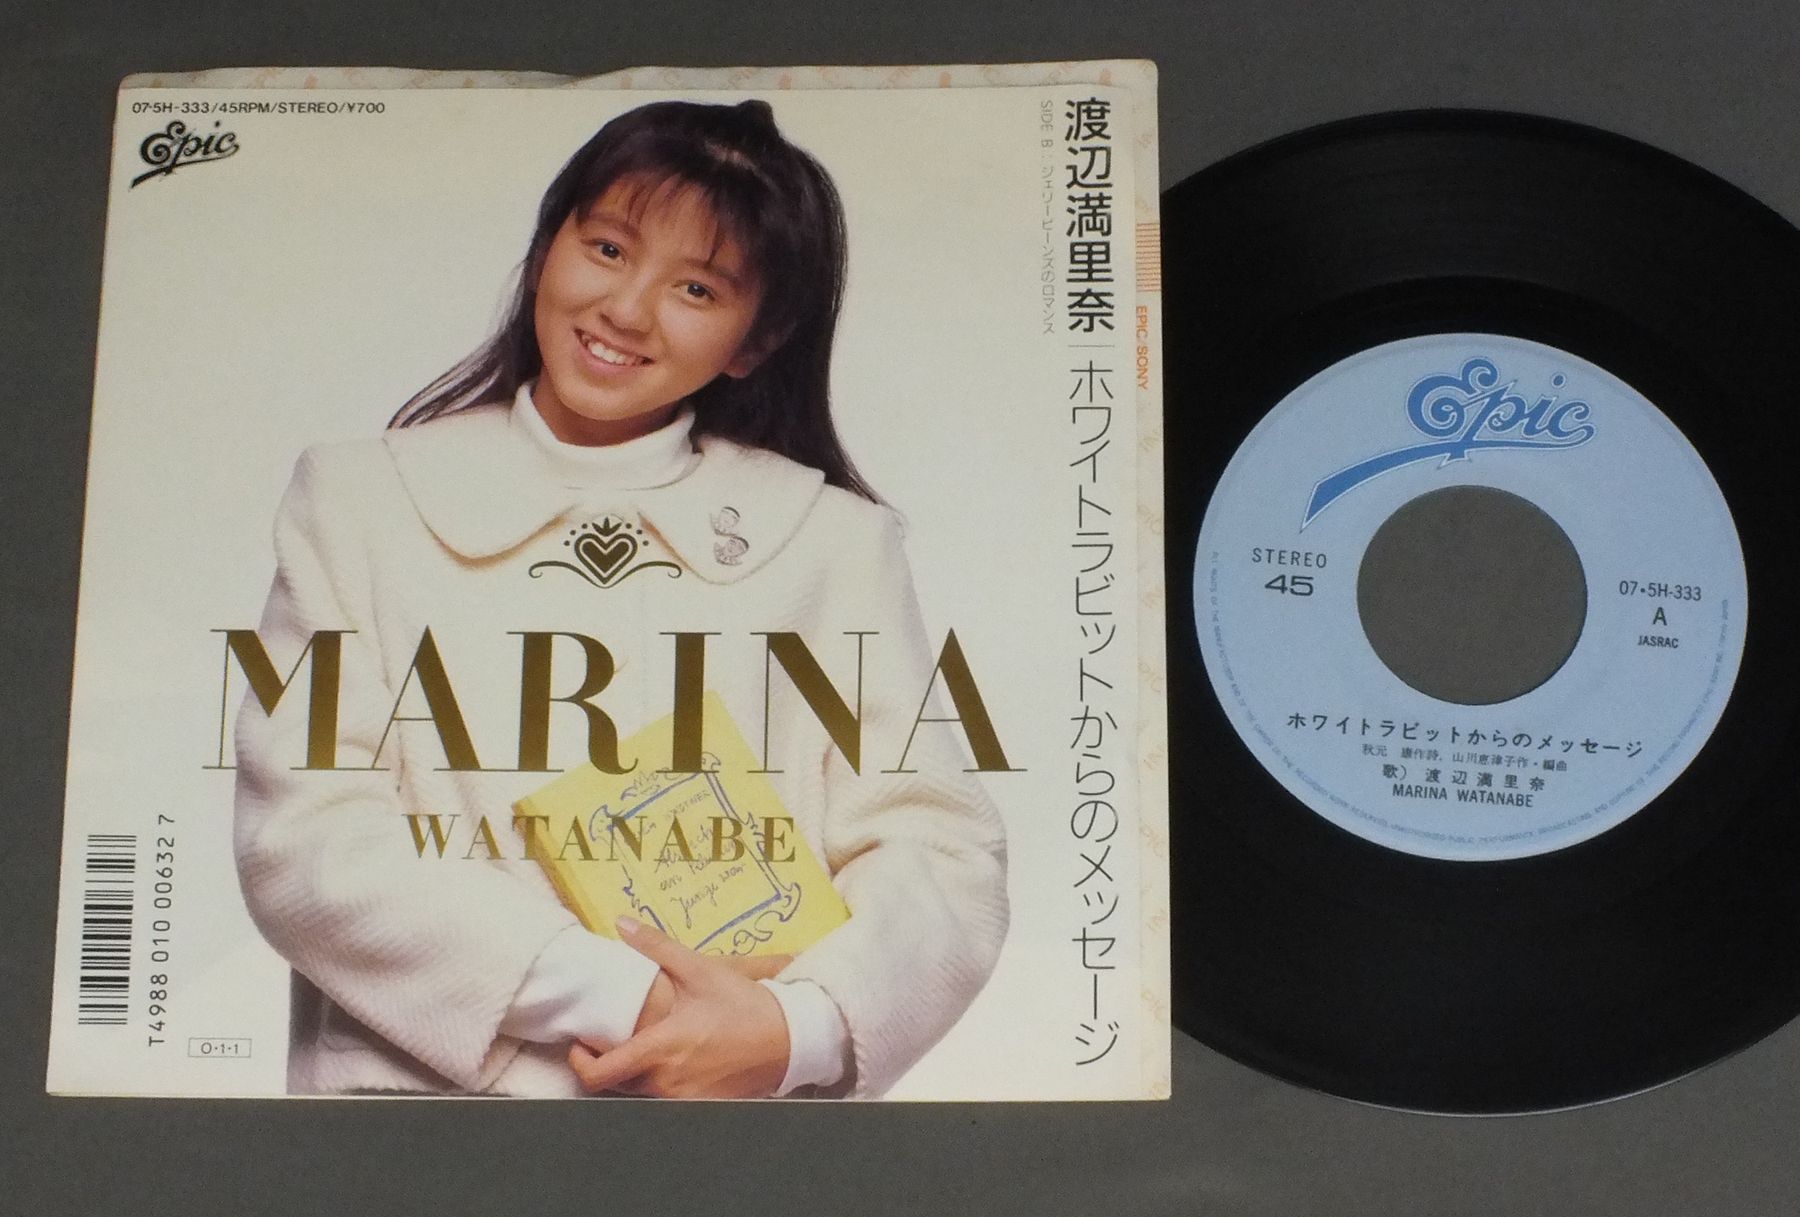 07·5H-333/45RPM/STEREO/¥700
Epic
渡辺満里奈
ホワイトラビットからのメッセージ
SIDE B：ジェリービーンズのロマンス
MARINA
WATANABE
T4988 010 00632 7
0·1·1
EPIC/SONY
Epic
STEREO
45
07·5H-333
A
JASRAC
ホワイトラビットからのメッセージ
秋元 康作詩、山川恵津子作・編曲
歌）渡辺満里奈
MARINA WATANABE